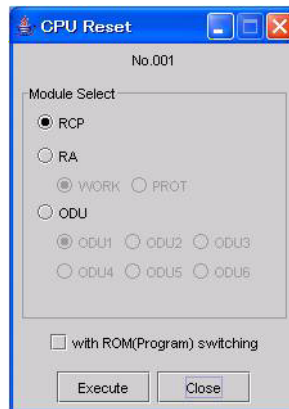 CPU Reset
No.001
Module Select
RCP
RA
WORK PROT
ODU
ODU1 ODU2 ODU3
ODU4 ODU5 ODU6
with ROM(Program) switching
Execute Close